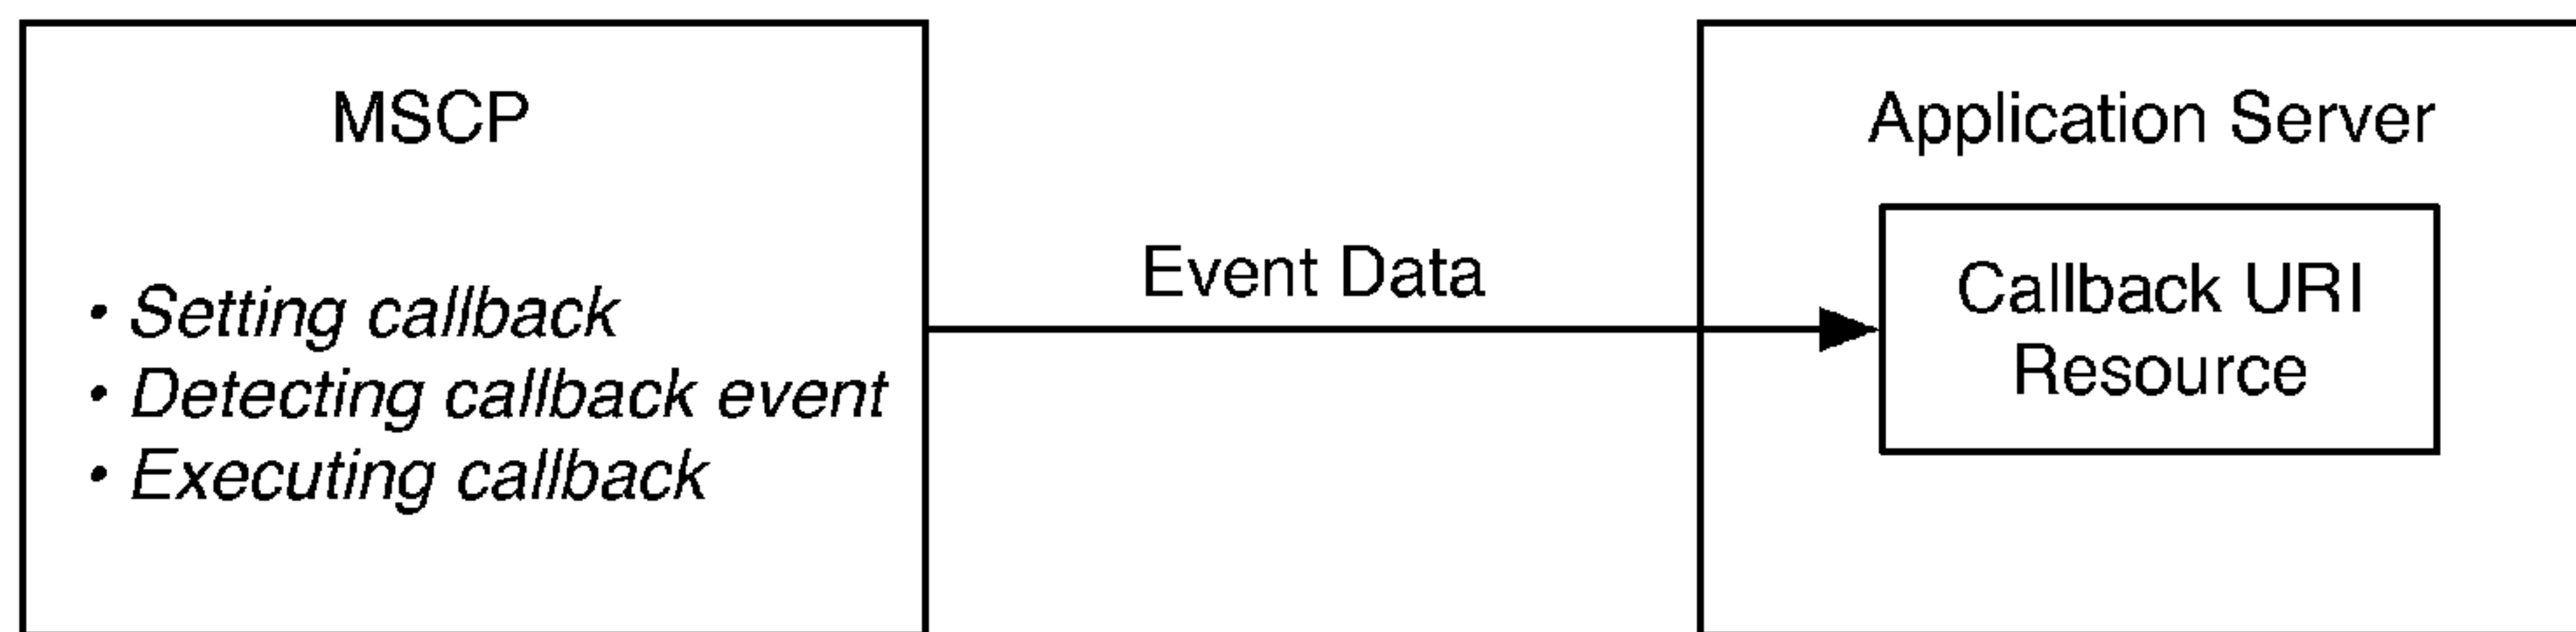 MSCP
• Setting callback
• Detecting callback event
• Executing callback
Event Data
Application Server
Callback URI
Resource